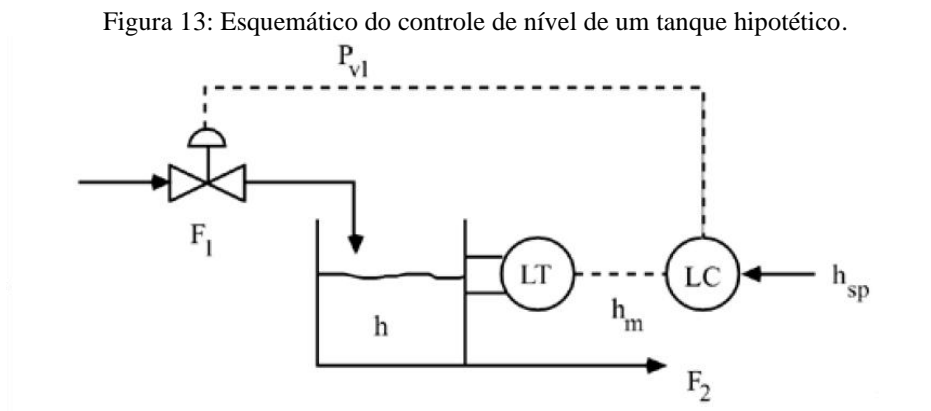 Figura 13: Esquemático do controle de nível de um tanque hipotético.
Pvl
F1
LT
LC
hsp
hm
h
F2